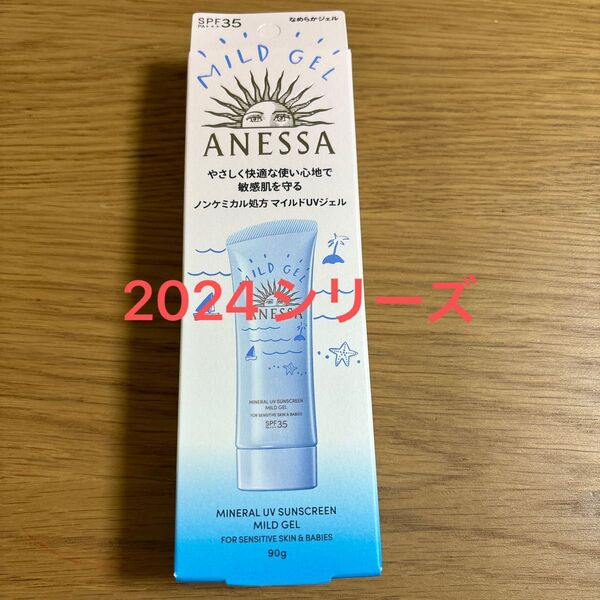 SPF35
PA+++
なめらかジェル
MILD GEL
ANESSA
やさしく快適な使い心地で
敏感肌を守る
ノンケミカル処方 マイルドUVジェル
MILD GEL
2024シリーズ
ANESSA
MINERAL UV SUNSCREEN
MILD GEL
FOR SENSITIVE SKIN & BABIES
SPF35
PA+++
MINERAL UV SUNSCREEN
MILD GEL
FOR SENSITIVE SKIN & BABIES
90g